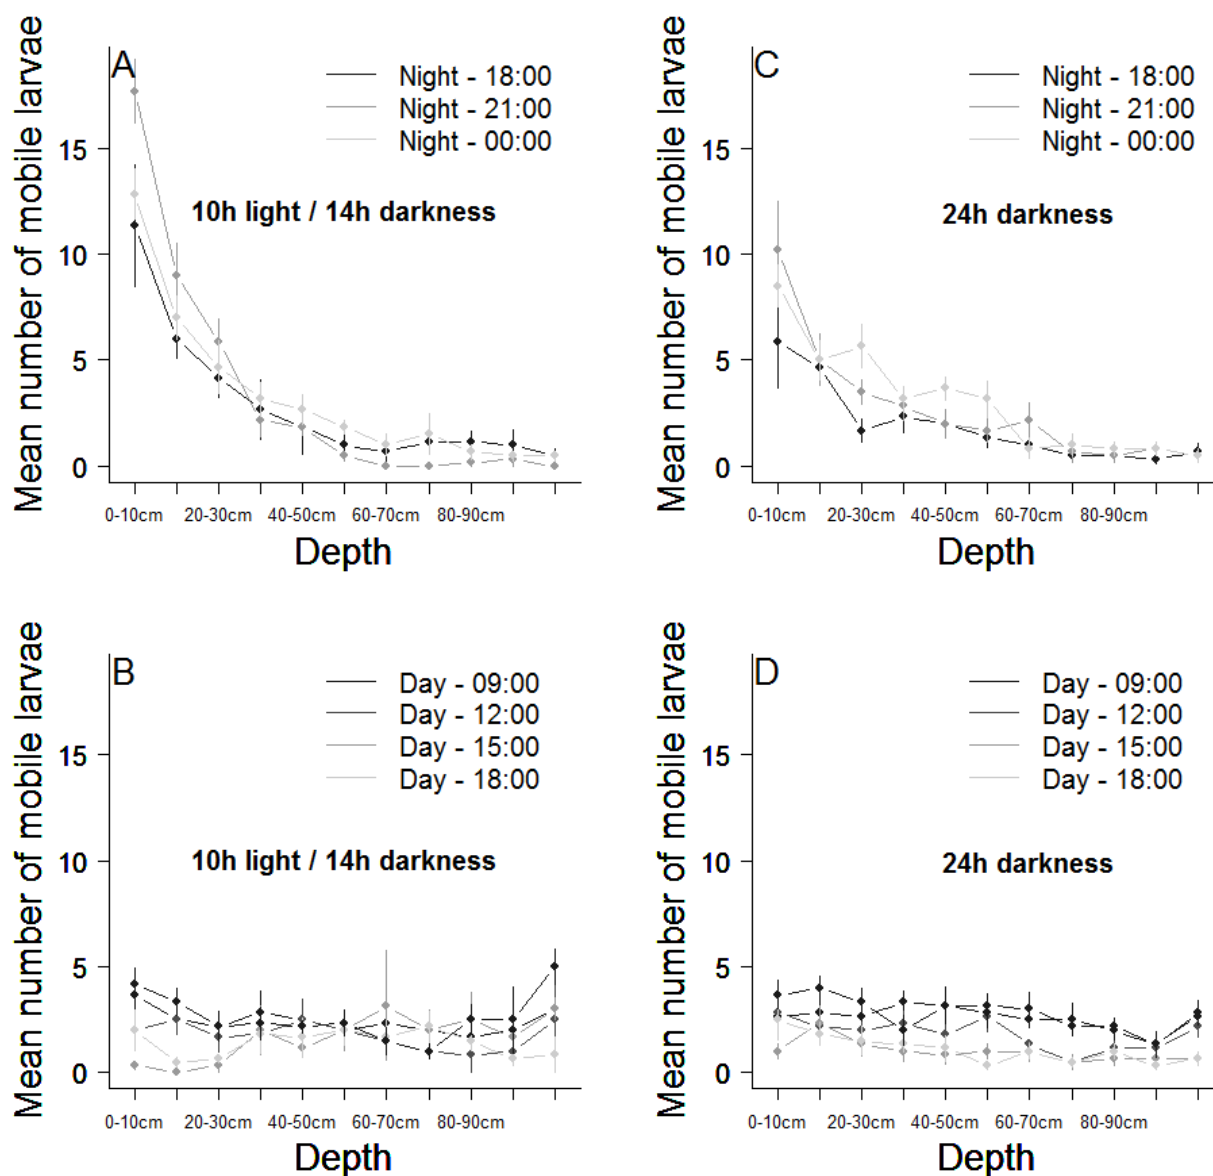 A
Mean number of mobile larvae
Night - 18:00
Night - 21:00
Night - 00:00
10h light / 14h darkness
15
10
5
0
0-10cm 20-30cm 40-50cm 60-70cm 80-90cm
Depth
C
Mean number of mobile larvae
Night - 18:00
Night - 21:00
Night - 00:00
24h darkness
15
10
5
0
0-10cm 20-30cm 40-50cm 60-70cm 80-90cm
Depth
B
Mean number of mobile larvae
Day - 09:00
Day - 12:00
Day - 15:00
Day - 18:00
10h light / 14h darkness
15
10
5
0
0-10cm 20-30cm 40-50cm 60-70cm 80-90cm
Depth
D
Mean number of mobile larvae
Day - 09:00
Day - 12:00
Day - 15:00
Day - 18:00
24h darkness
15
10
5
0
0-10cm 20-30cm 40-50cm 60-70cm 80-90cm
Depth